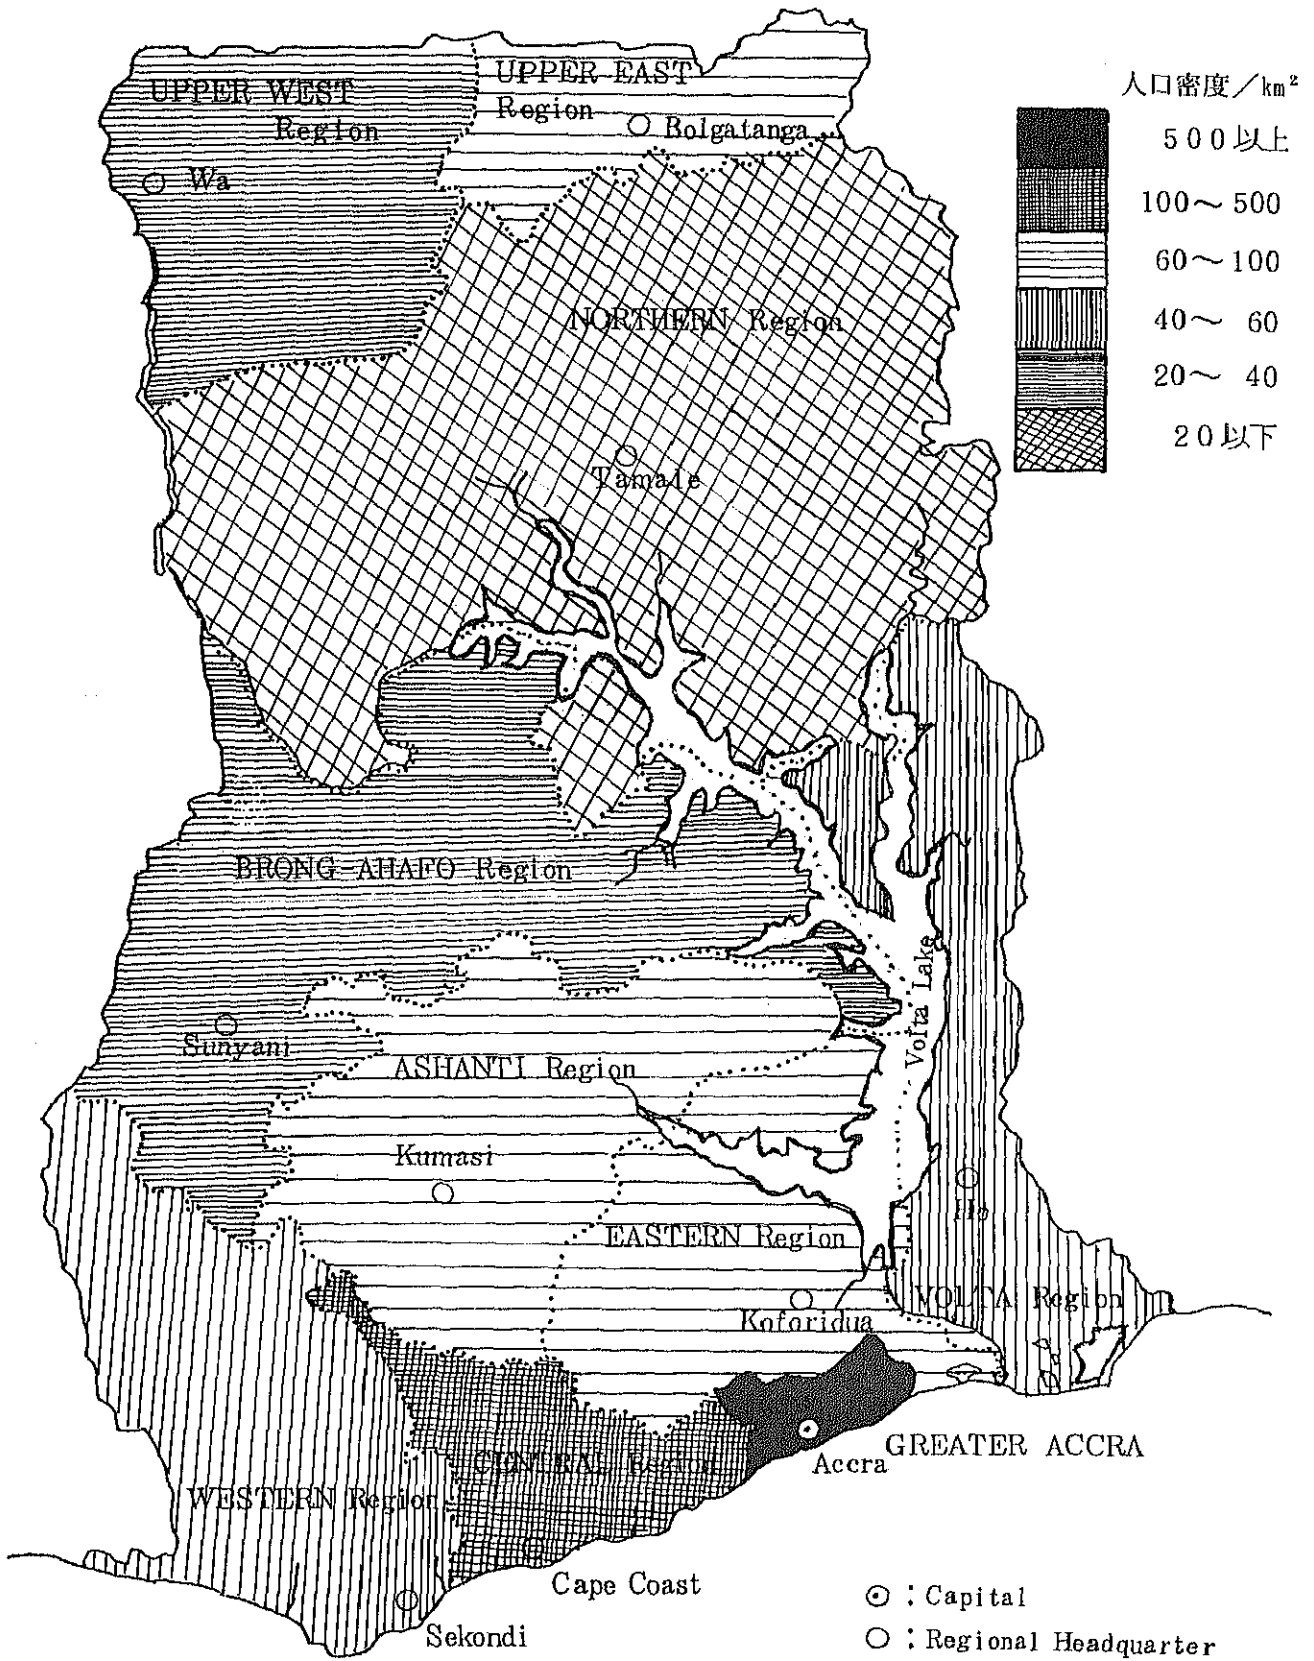 UPPER WEST
Region
Wa
UPPER EAST
Region
Bolgatanga
人口密度/km²
500以上
100~500
60~100
40~ 60
20~ 40
20以下
NORTHERN Region
Tamale
BRONG-AHAFO Region
Volta Lake
Sunyani
ASHANTI Region
Kumasi
Ho
EASTERN Region
Koforidua
VOLTA Region
GREATER ACCRA
Accra
CENTRAL Region
WESTERN Region
Cape Coast
Sekondi
⊙ : Capital
○ : Regional Headquarter